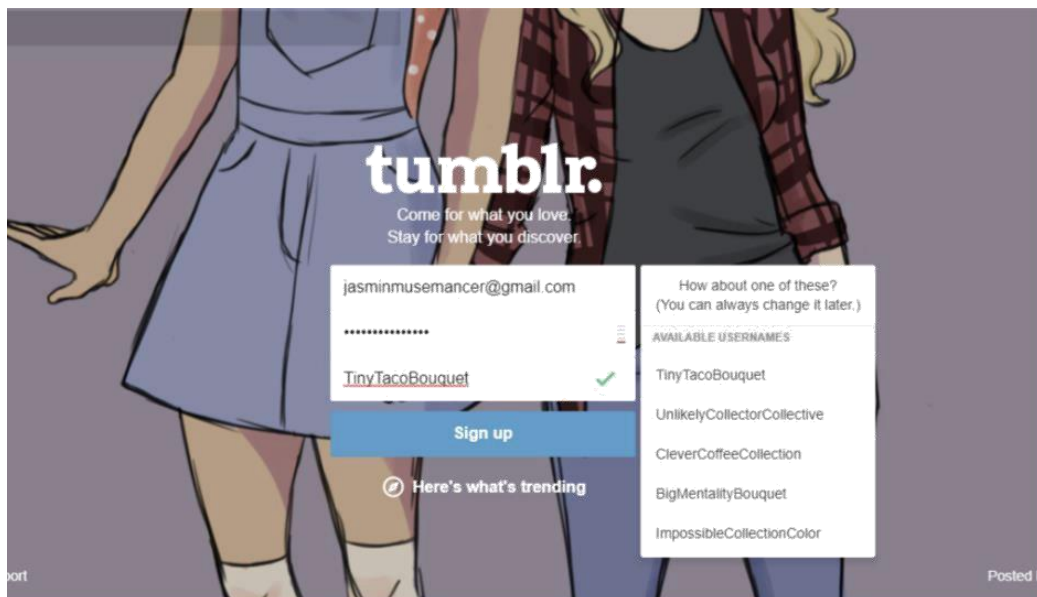 tumblr.
Come for what you love.
Stay for what you discover.
jasminmusemancer@gmail.com
•••••••••••••••
TinyTacoBouquet
Sign up
Here's what's trending
How about one of these?
(You can always change it later.)
AVAILABLE USERNAMES
TinyTacoBouquet
UnlikelyCollectorCollective
CleverCoffeeCollection
BigMentalityBouquet
ImpossibleCollectionColor
Posted